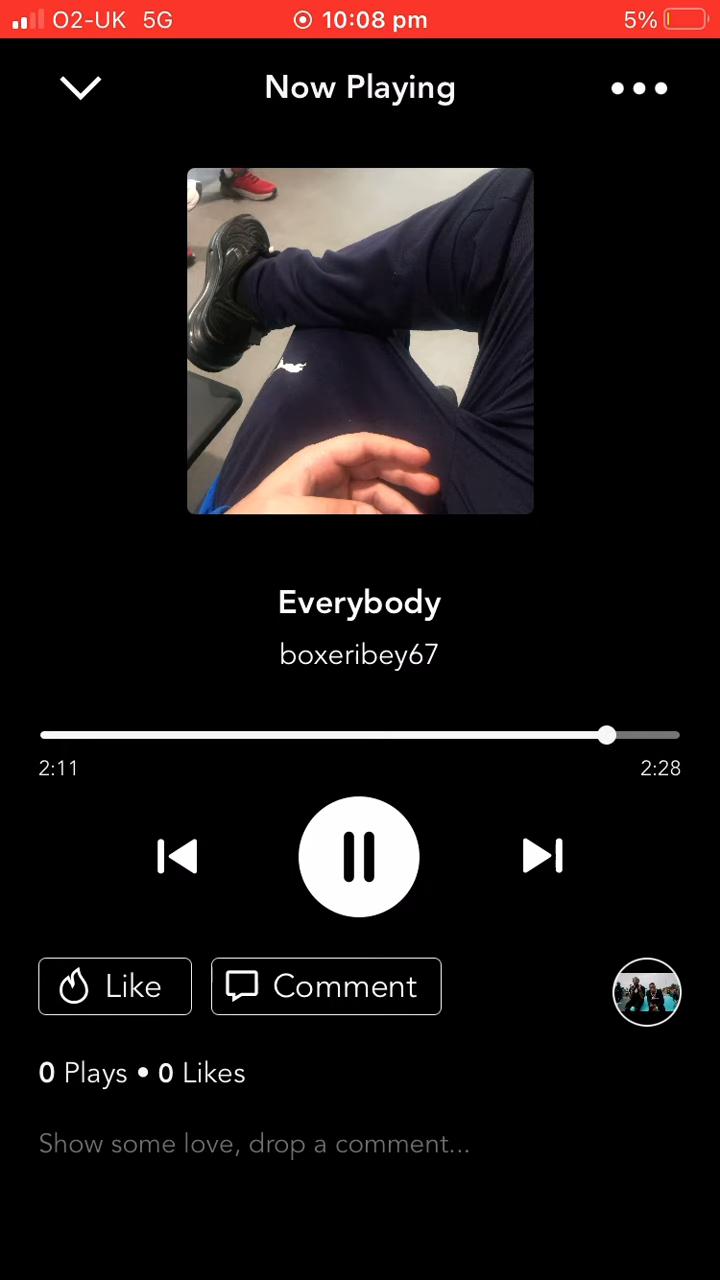 O2-UK 5G 10:08 pm 5%
Now Playing
Everybody
boxeribey67
2:11 2:28
Like Comment
0 Plays • 0 Likes
Show some love, drop a comment...